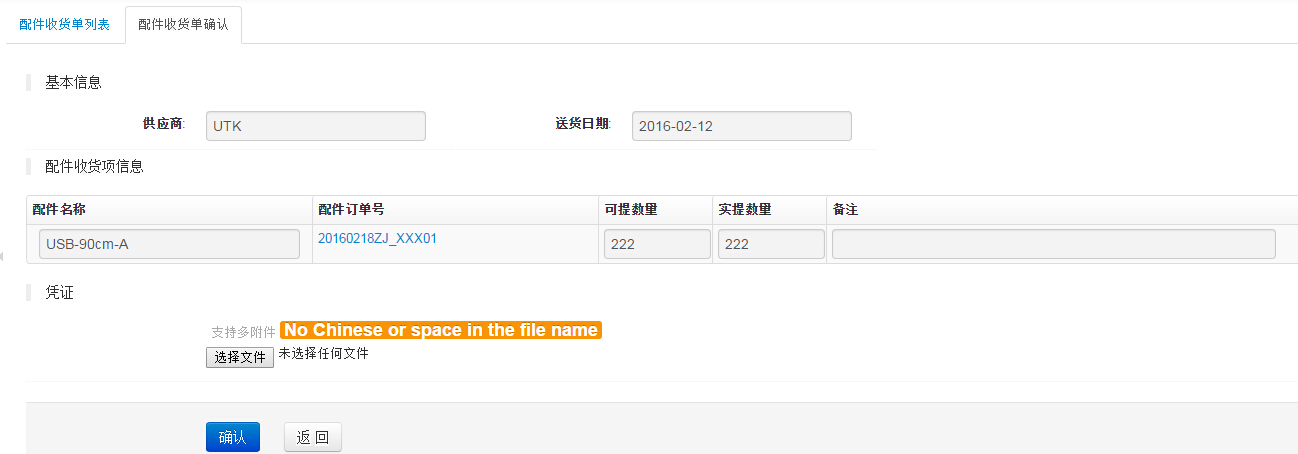 配件收货单列表 配件收货单确认
基本信息
供应商: UTK 送货日期: 2016-02-12
配件收货项信息
配件名称 配件订单号 可提数量 实提数量 备注
USB-90cm-A 20160218ZJ_XXX01 222 222
凭证
支持多附件 No Chinese or space in the file name
选择文件 未选择任何文件
确认 返 回